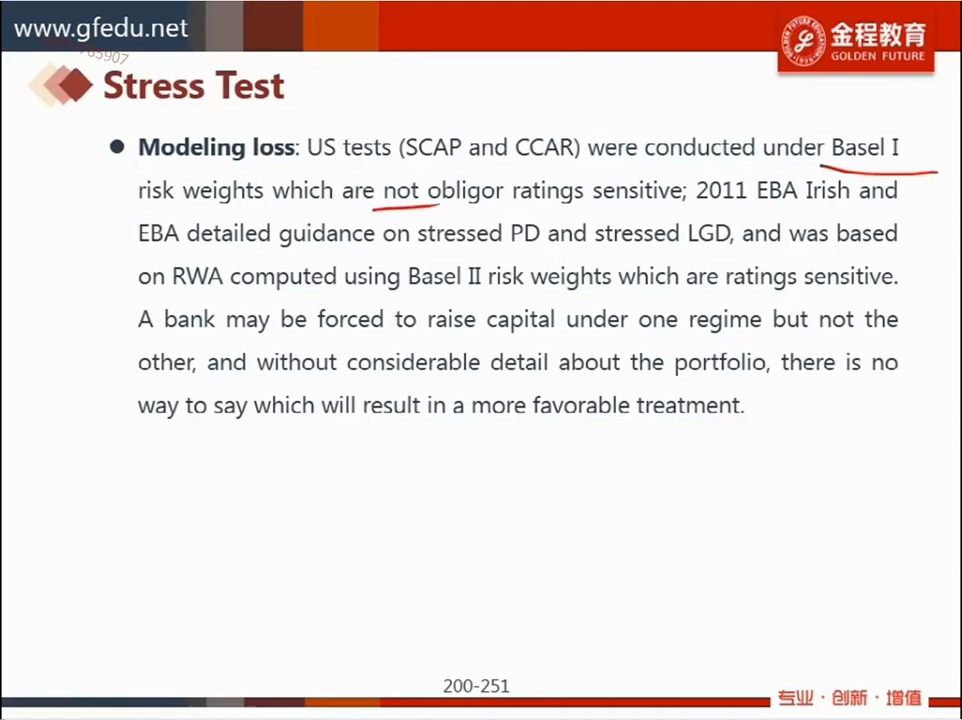 www.gfedu.net
金程教育
GOLDEN FUTURE
Stress Test
● Modeling loss: US tests (SCAP and CCAR) were conducted under Basel I
risk weights which are not obligor ratings sensitive; 2011 EBA Irish and
EBA detailed guidance on stressed PD and stressed LGD, and was based
on RWA computed using Basel II risk weights which are ratings sensitive.
A bank may be forced to raise capital under one regime but not the
other, and without considerable detail about the portfolio, there is no
way to say which will result in a more favorable treatment.
200-251
专业·创新·增值